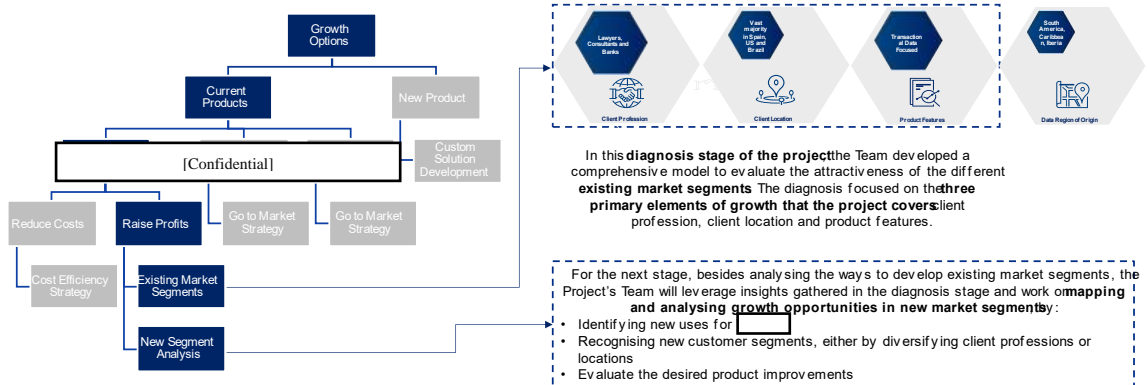 Growth
Options
Current
Products
New Product
[Confidential]
Custom
Solution
Development
Reduce Costs
Raise Profits
Go to Market
Strategy
Go to Market
Strategy
Cost Efficiency
Strategy
Existing Market
Segments
New Segment
Analysis
Lawyers,
Consultants and
Banks
Client Profession
Vast
majority
in Spain,
US and
Brazil
Client Location
Transaction
al Data
Focused
Product Features
South
America,
Caribbea
n, Iberia
Data Region of Origin
In this diagnosis stage of the project, the Team developed a
comprehensive model to evaluate the attractiveness of the different
existing market segments. The diagnosis focused on the three
primary elements of growth that the project covers: client
profession, client location and product features.
For the next stage, besides analysing the ways to develop existing market segments, the
Project's Team will leverage insights gathered in the diagnosis stage and work on mapping
and analysing growth opportunities in new market segments, by:
• Identifying new uses for
• Recognising new customer segments, either by diversifying client professions or
locations
• Evaluate the desired product improvements